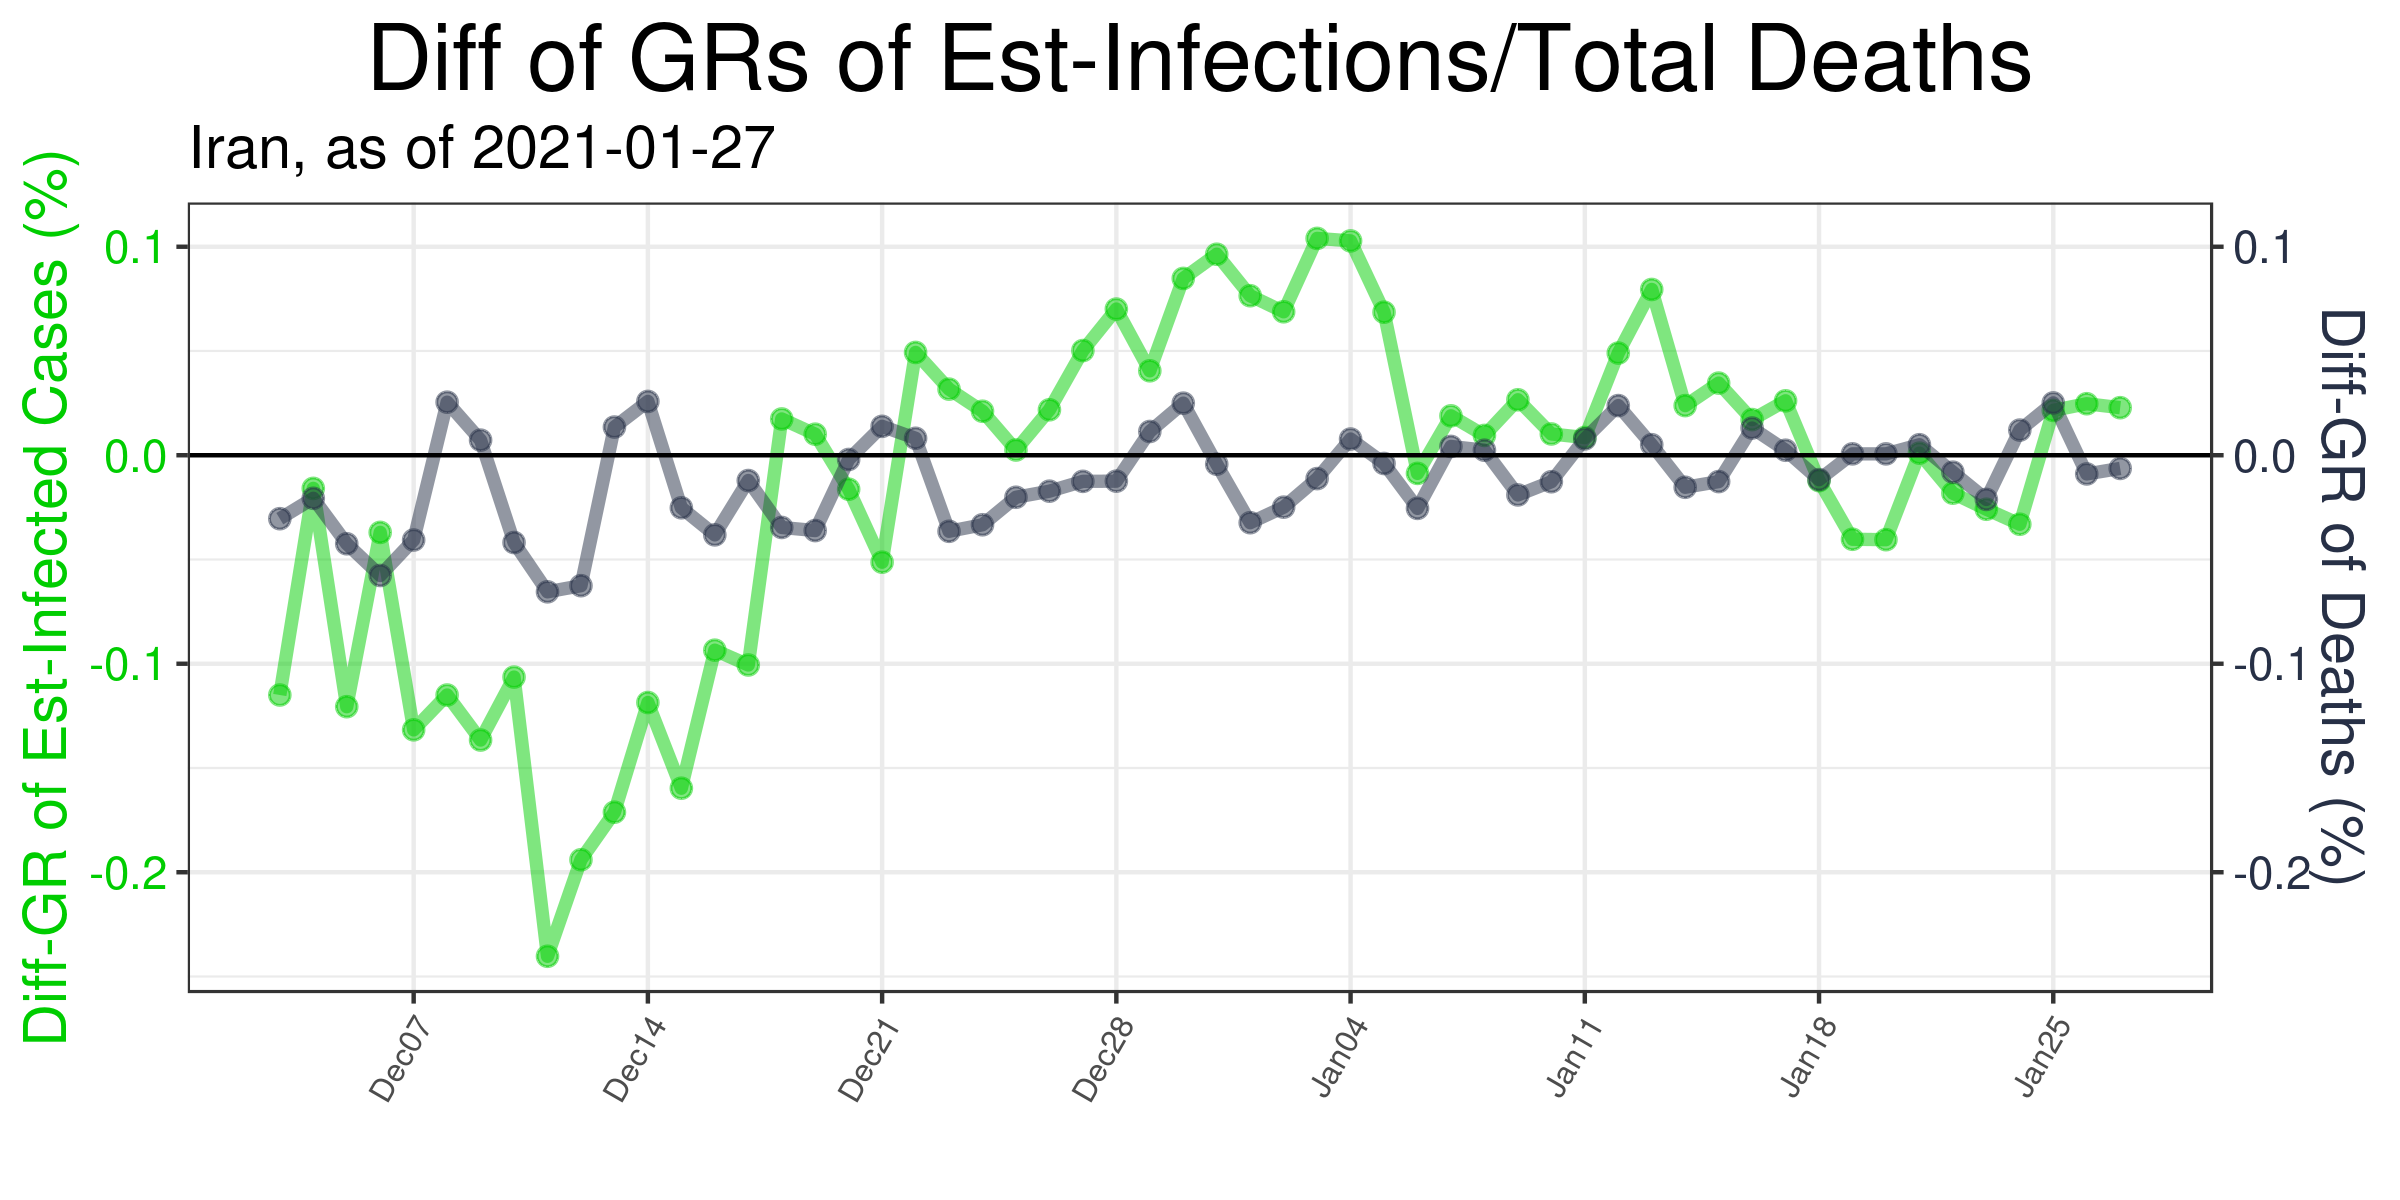 Diff of GRs of Est-Infections/Total Deaths
Iran, as of 2021-01-27
Diff-GR of Est-Infected Cases (%)
0.1
0.0
-0.1
-0.2
0.1
0.0
-0.1
-0.2
Diff-GR of Deaths (%)
Dec07
Dec14
Dec21
Dec28
Jan04
Jan11
Jan18
Jan25